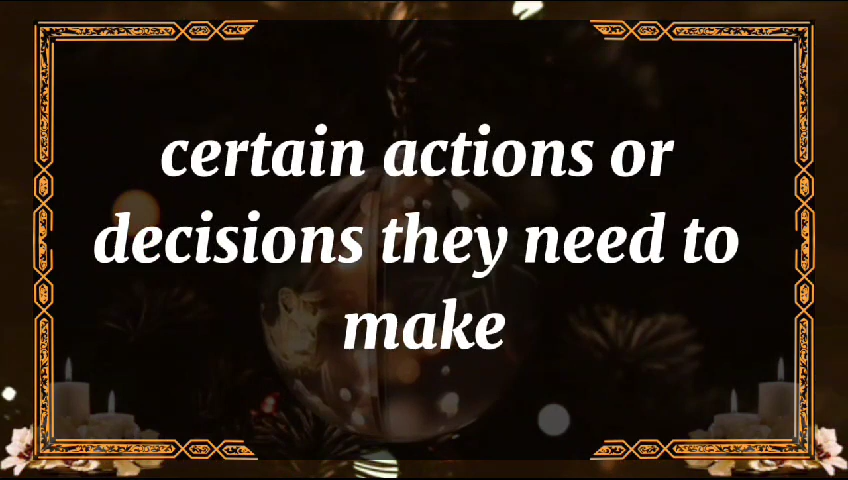 certain actions or
decisions they need to
make